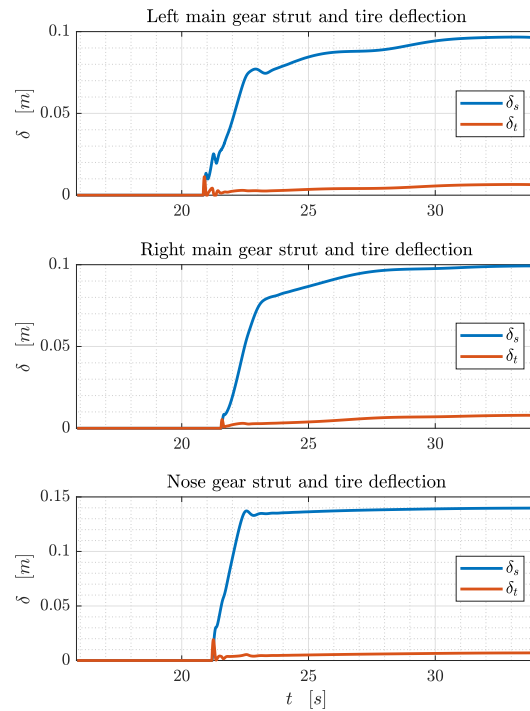 Left main gear strut and tire deflection
0.1
0.05
0
δ [m]
δs
δt
20 25 30
Right main gear strut and tire deflection
0.1
0.05
0
δ [m]
δs
δt
20 25 30
Nose gear strut and tire deflection
0.15
0.1
0.05
0
δ [m]
δs
δt
20 25 30
t [s]